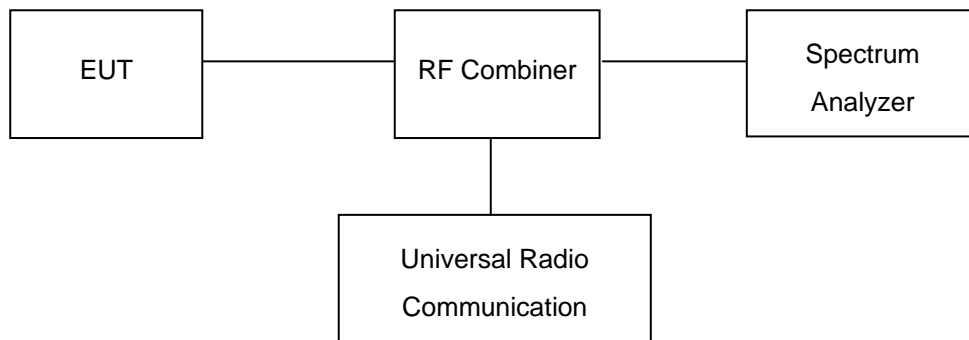 EUT
RF Combiner
Spectrum
Analyzer
Universal Radio
Communication